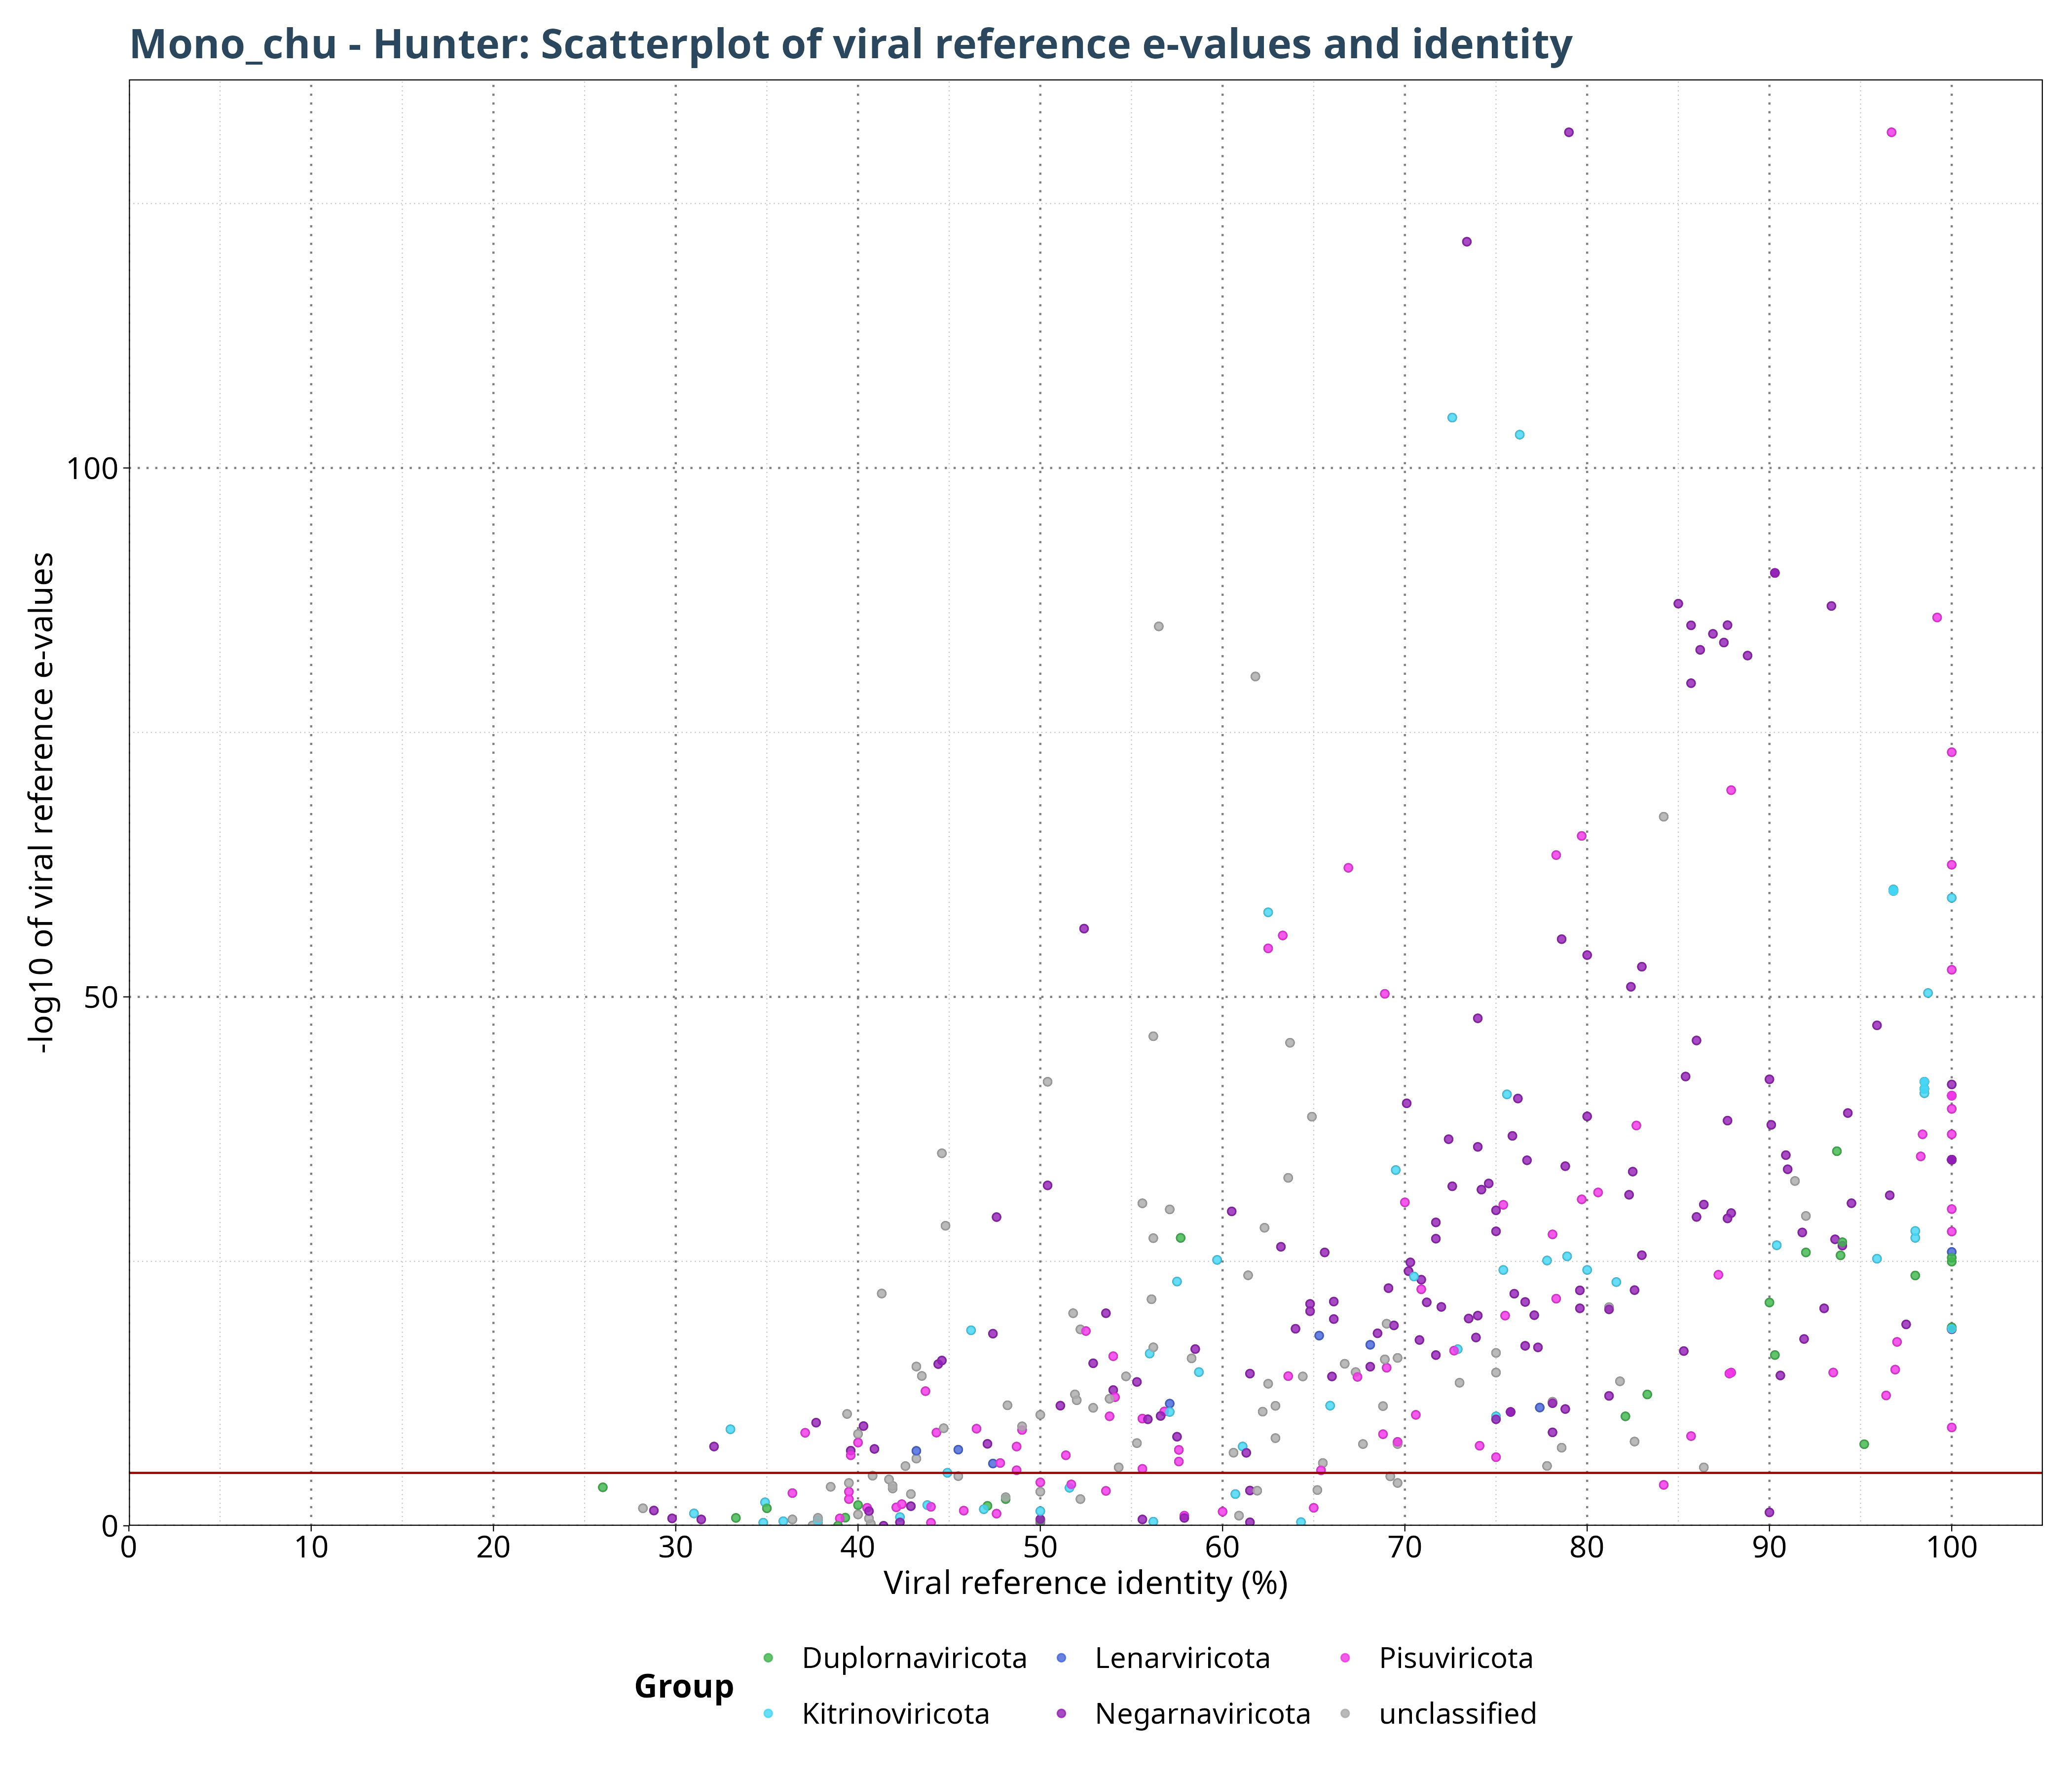 Mono_chu - Hunter: Scatterplot of viral reference e-values and identity
-log10 of viral reference e-values
100
50
0
0 10 20 30 40 50 60 70 80 90 100
Viral reference identity (%)
Group
Duplornaviricota Lenarviricota Pisuviricota
Kitrinoviricota Negarnaviricota unclassified